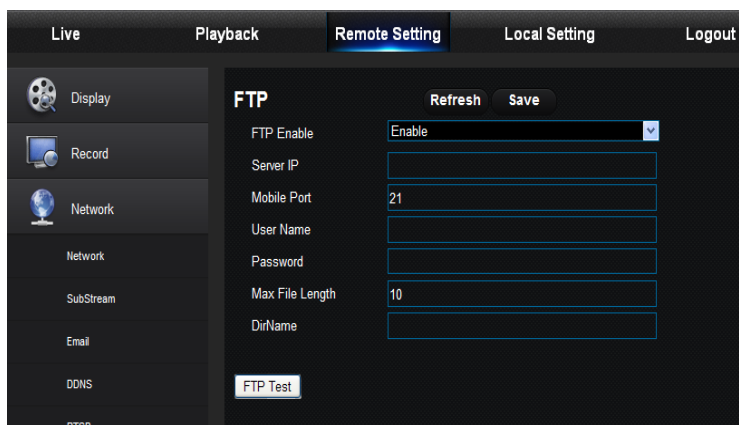 Live Playback Remote Setting Local Setting Logout
Display
Record
Network
Network
SubStream
Email
DDNS
FTP Refresh Save
FTP Enable Enable
Server IP
Mobile Port 21
User Name
Password
Max File Length 10
DirName
FTP Test